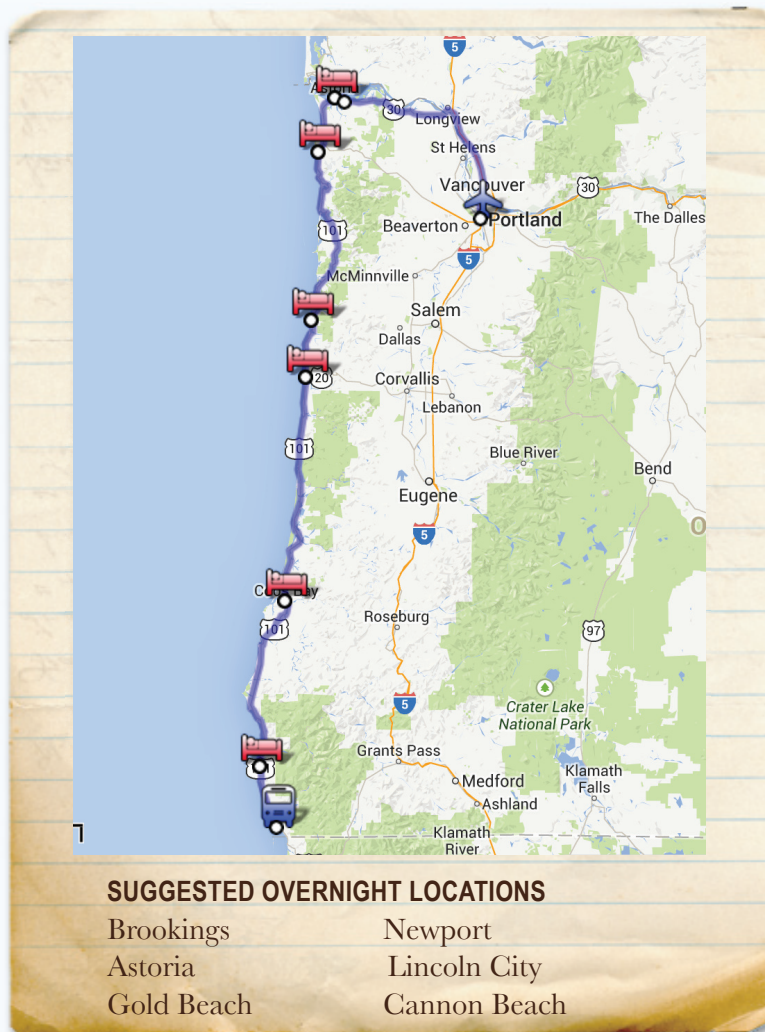 5
Astoria
30
Longview
St Helens
Vancouver
30
Portland
The Dalles
Beaverton
101
5
McMinnville
Salem
Dallas
20
Corvallis
Lebanon
101
Blue River
Bend
Eugene
5
O
Coos Bay
101
Roseburg
97
5
Crater Lake
National Park
Grants Pass
Klamath
Falls
Medford
Ashland
Klamath
River
SUGGESTED OVERNIGHT LOCATIONS
Brookings Newport
Astoria Lincoln City
Gold Beach Cannon Beach